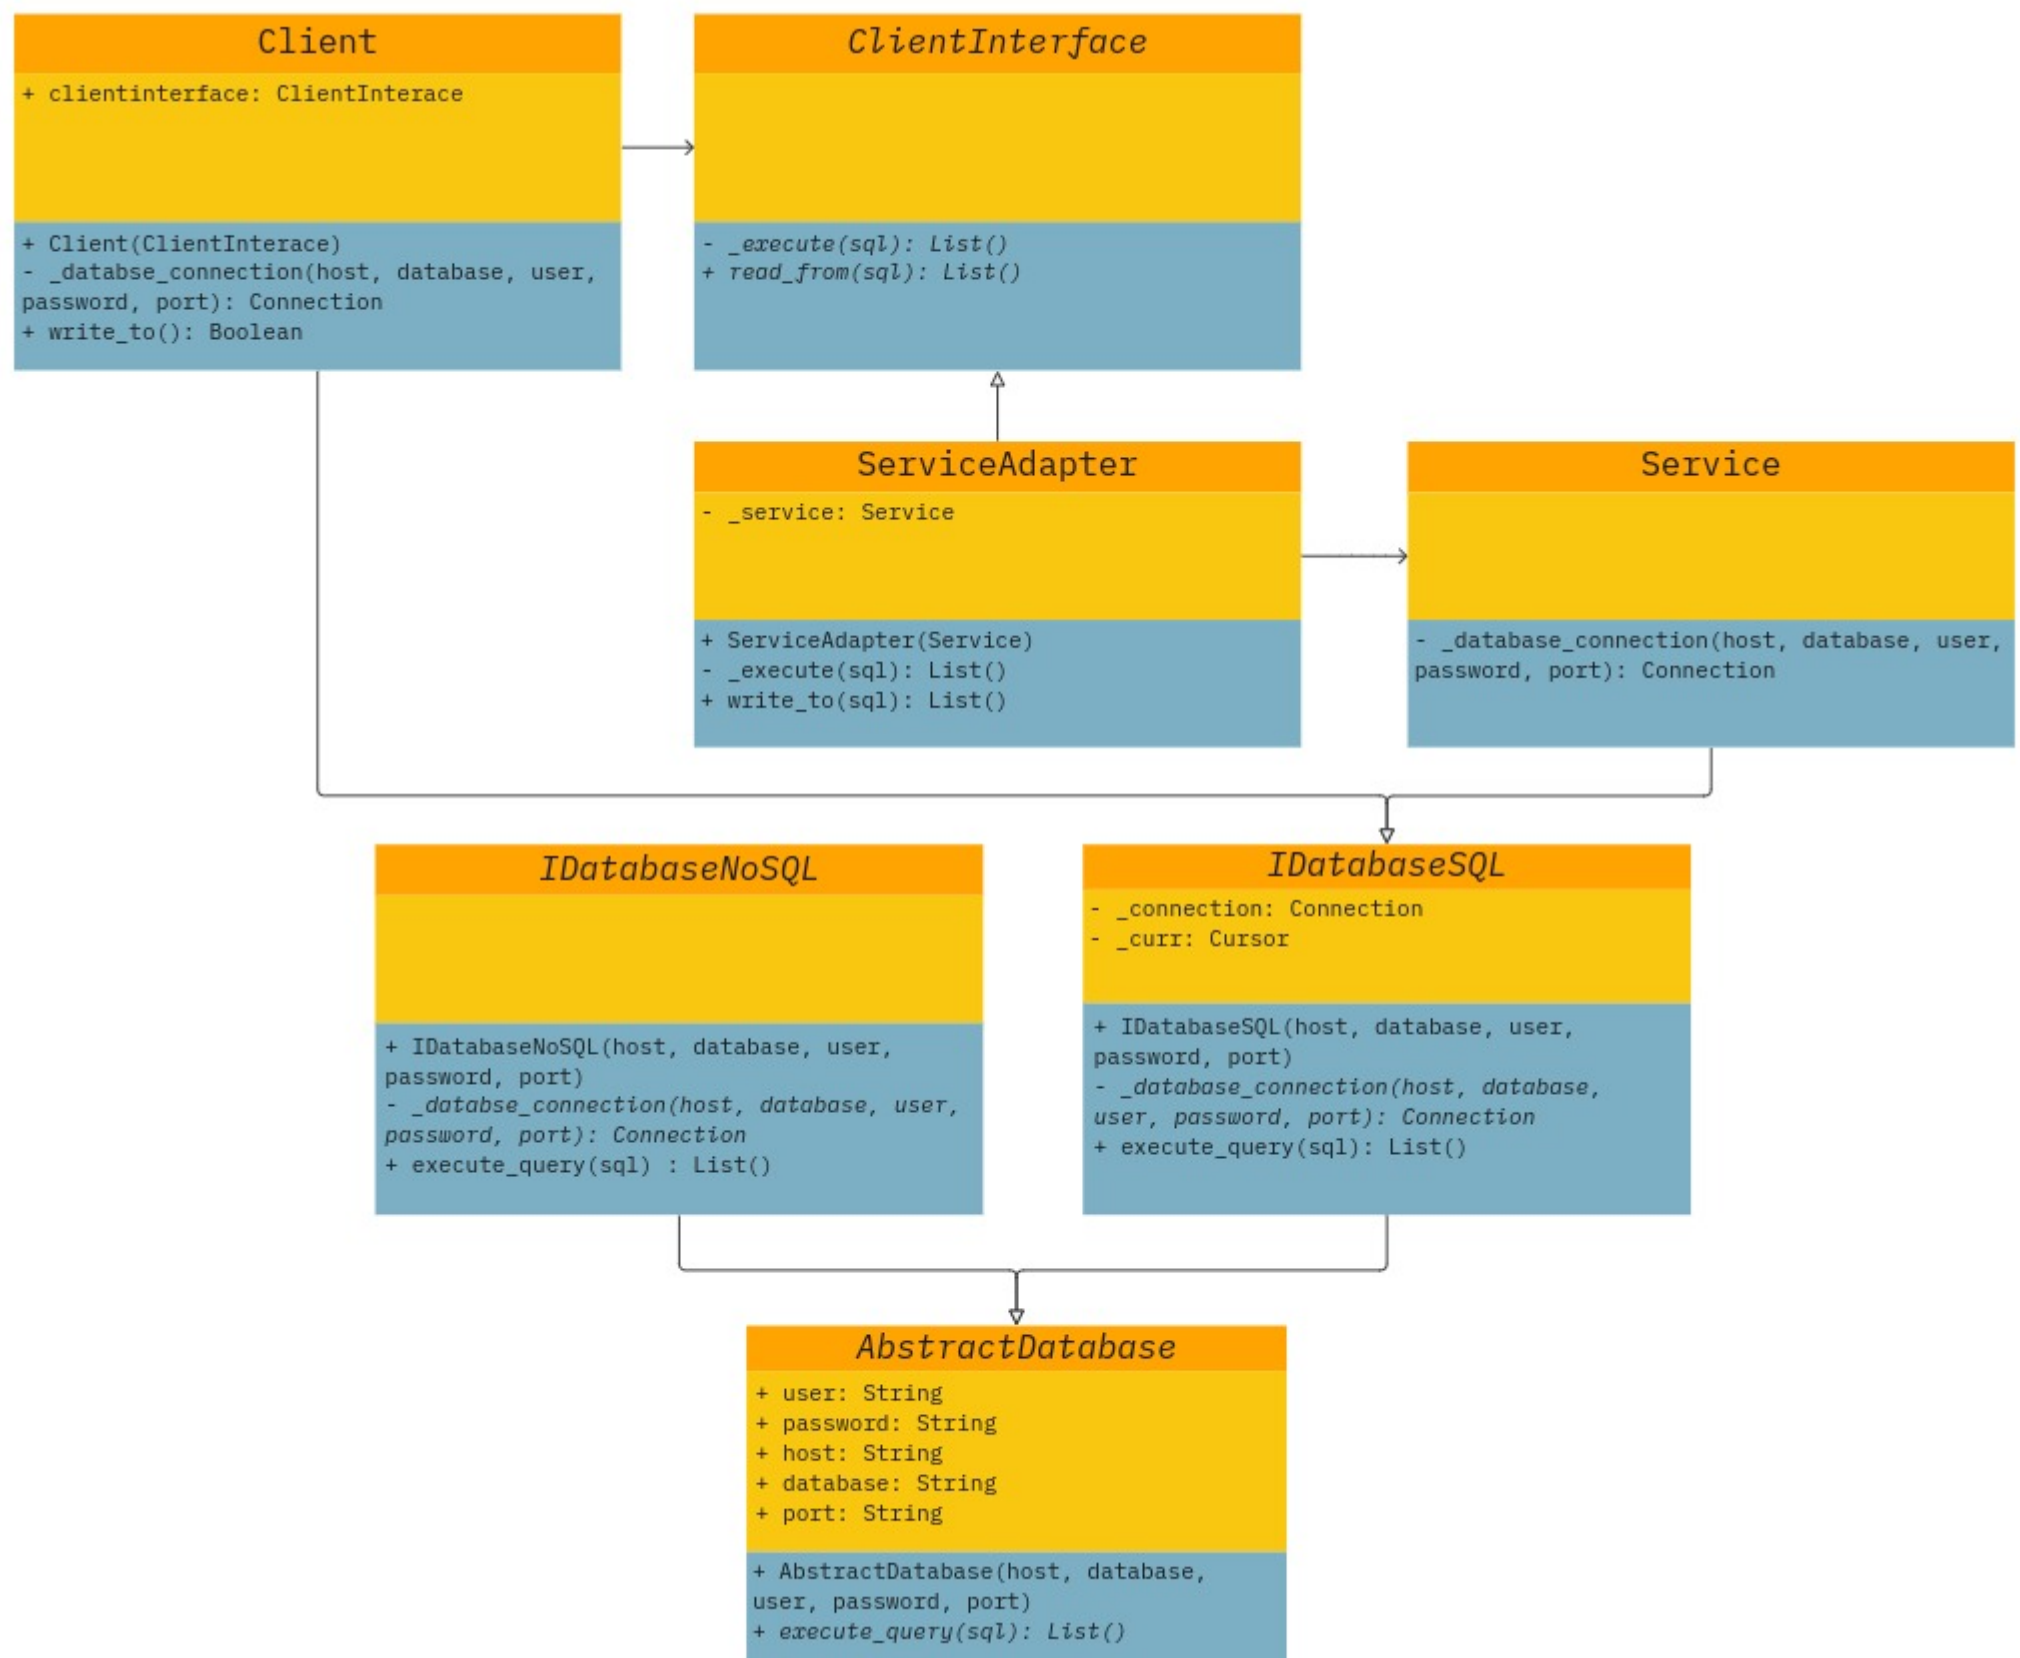 Client
+ clientinterface: ClientInterace
+ Client(ClientInterace)
- _databse_connection(host, database, user,
password, port): Connection
+ write_to(): Boolean
ClientInterface
- _execute(sql): List()
+ read_from(sql): List()
ServiceAdapter
- _service: Service
+ ServiceAdapter(Service)
- _execute(sql): List()
+ write_to(sql): List()
Service
- _database_connection(host, database, user,
password, port): Connection
IDatabaseNoSQL
+ IDatabaseNoSQL(host, database, user,
password, port)
- _databse_connection(host, database, user,
password, port): Connection
+ execute_query(sql) : List()
IDatabaseSQL
- _connection: Connection
- _curr: Cursor
+ IDatabaseSQL(host, database, user,
password, port)
- _database_connection(host, database,
user, password, port): Connection
+ execute_query(sql): List()
AbstractDatabase
+ user: String
+ password: String
+ host: String
+ database: String
+ port: String
+ AbstractDatabase(host, database,
user, password, port)
+ execute_query(sql): List()